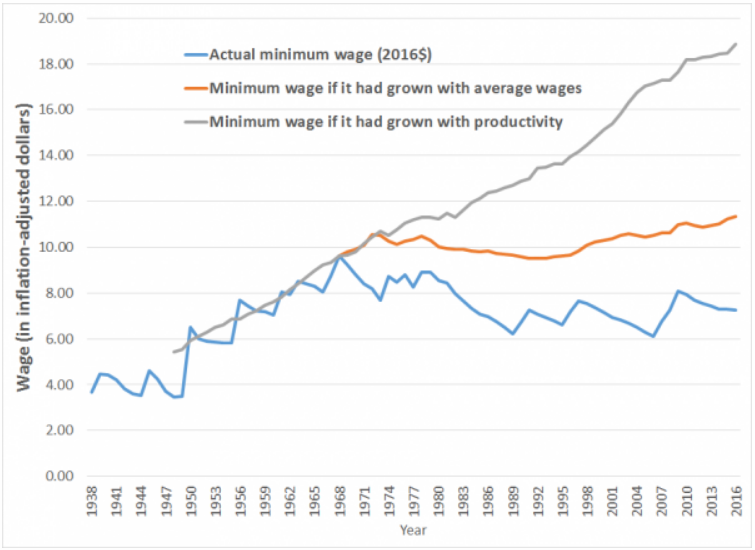 20.00
18.00
16.00
14.00
12.00
10.00
8.00
6.00
4.00
2.00
0.00
Wage (in inflation-adjusted dollars)
Actual minimum wage (2016$)
Minimum wage if it had grown with average wages
Minimum wage if it had grown with productivity
1938 1941 1944 1947 1950 1953 1956 1959 1962 1965 1968 1971 1974 1977 1980 1983 1986 1989 1992 1995 1998 2001 2004 2007 2010 2013 2016
Year